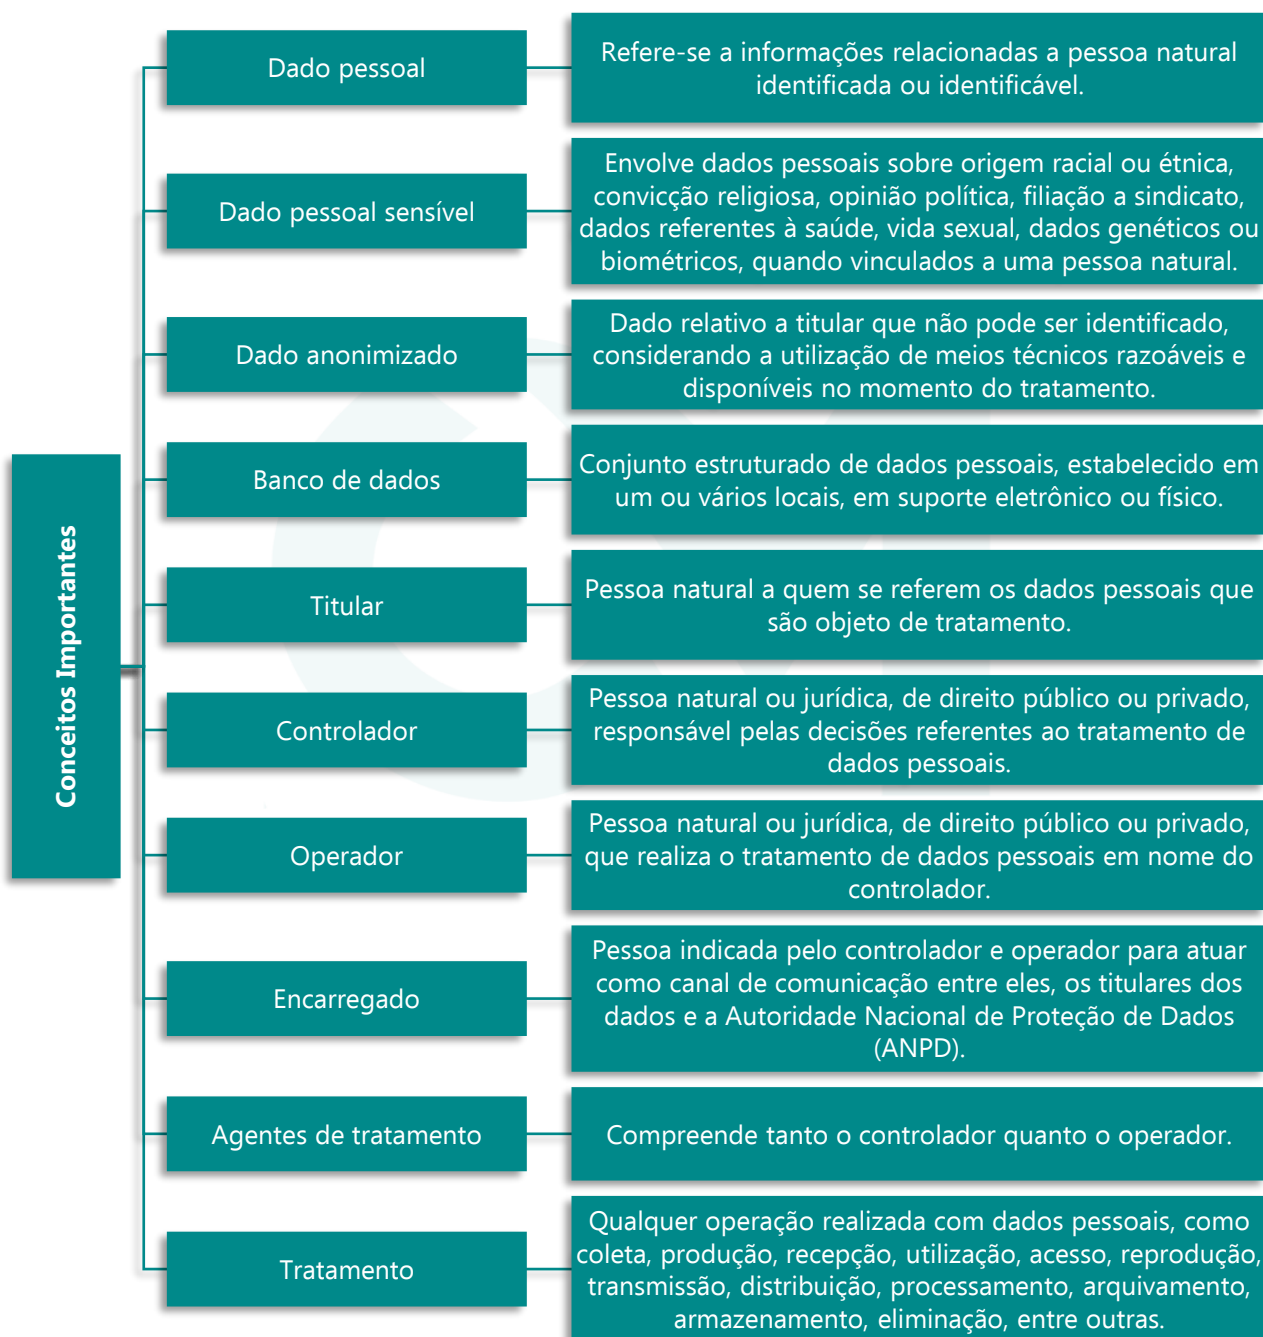 Conceitos Importantes
Dado pessoal
Refere-se a informações relacionadas a pessoa natural
identificada ou identificável.
Dado pessoal sensível
Envolve dados pessoais sobre origem racial ou étnica,
convicção religiosa, opinião política, filiação a sindicato,
dados referentes à saúde, vida sexual, dados genéticos ou
biométricos, quando vinculados a uma pessoa natural.
Dado anonimizado
Dado relativo a titular que não pode ser identificado,
considerando a utilização de meios técnicos razoáveis e
disponíveis no momento do tratamento.
Banco de dados
Conjunto estruturado de dados pessoais, estabelecido em
um ou vários locais, em suporte eletrônico ou físico.
Titular
Pessoa natural a quem se referem os dados pessoais que
são objeto de tratamento.
Controlador
Pessoa natural ou jurídica, de direito público ou privado,
responsável pelas decisões referentes ao tratamento de
dados pessoais.
Operador
Pessoa natural ou jurídica, de direito público ou privado,
que realiza o tratamento de dados pessoais em nome do
controlador.
Encarregado
Pessoa indicada pelo controlador e operador para atuar
como canal de comunicação entre eles, os titulares dos
dados e a Autoridade Nacional de Proteção de Dados
(ANPD).
Agentes de tratamento
Compreende tanto o controlador quanto o operador.
Tratamento
Qualquer operação realizada com dados pessoais, como
coleta, produção, recepção, utilização, acesso, reprodução,
transmissão, distribuição, processamento, arquivamento,
armazenamento, eliminação, entre outras.